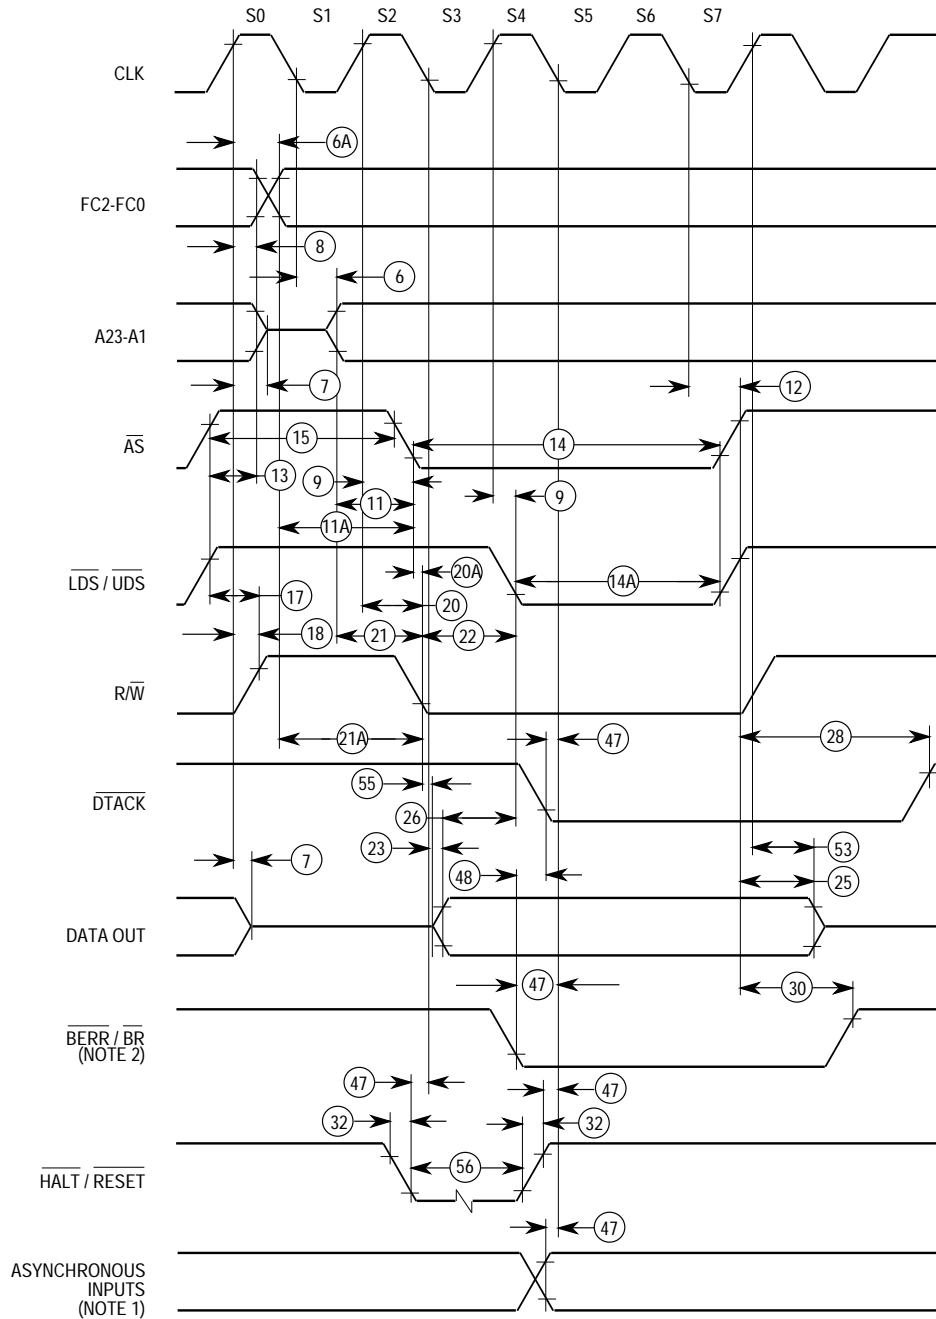 S0 S1 S2 S3 S4 S5 S6 S7
CLK
6A
FC2-FC0
8
6
A23-A1
7 12
AS
15 14
13 9 9
11
11A
LDS / UDS
20A 14A
17 20
18 21 22
R/W
21A 47 28
55
DTACK
26
23 53
7 48 25
DATA OUT
47 30
BERR / BR
(NOTE 2)
47 47
32 32
HALT / RESET
56
47
ASYNCHRONOUS
INPUTS
(NOTE 1)